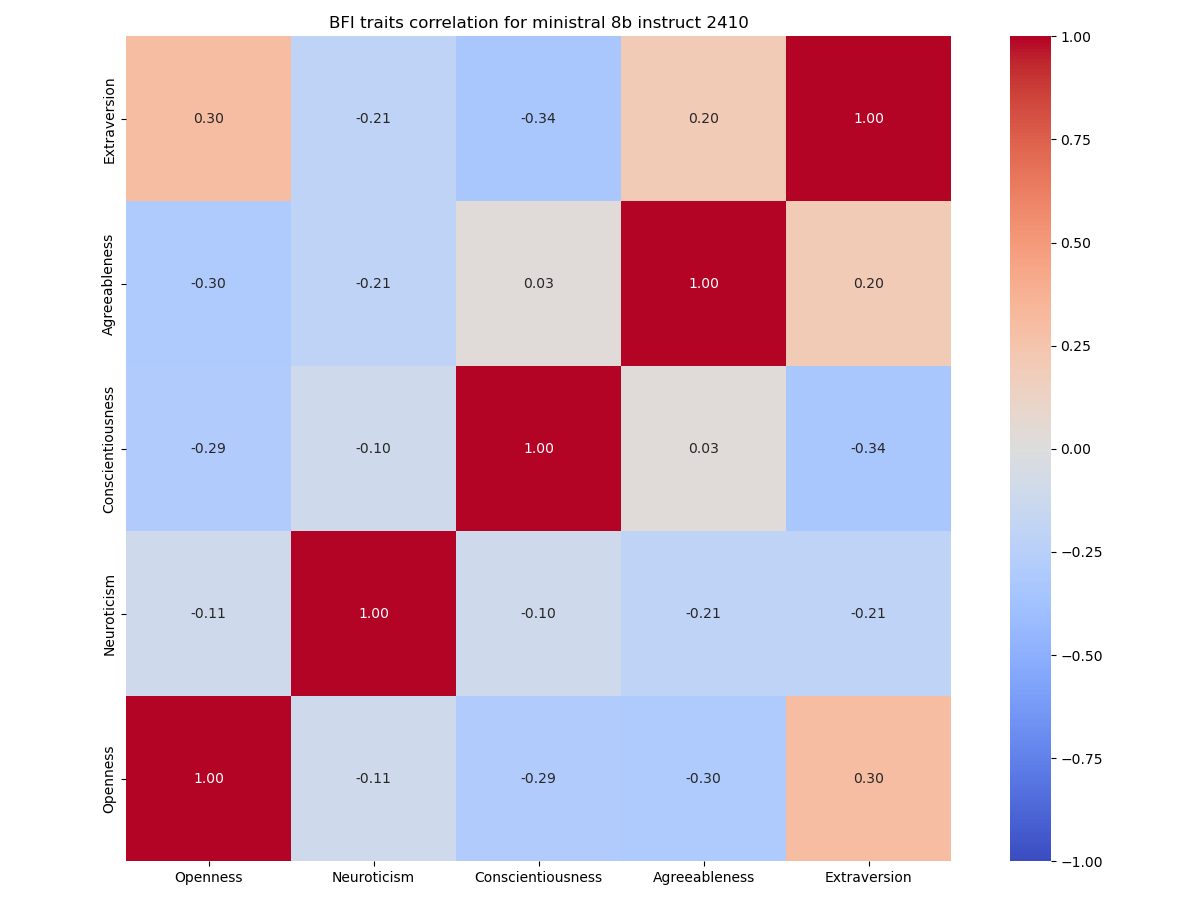 BFI traits correlation for ministral 8b instruct 2410
Extraversion
0.30 -0.21 -0.34 0.20 1.00
Agreeableness
-0.30 -0.21 0.03 1.00 0.20
Conscientiousness
-0.29 -0.10 1.00 0.03 -0.34
Neuroticism
-0.11 1.00 -0.10 -0.21 -0.21
Openness
1.00 -0.11 -0.29 -0.30 0.30
Openness Neuroticism Conscientiousness Agreeableness Extraversion
1.00
0.75
0.50
0.25
0.00
−0.25
−0.50
−0.75
−1.00